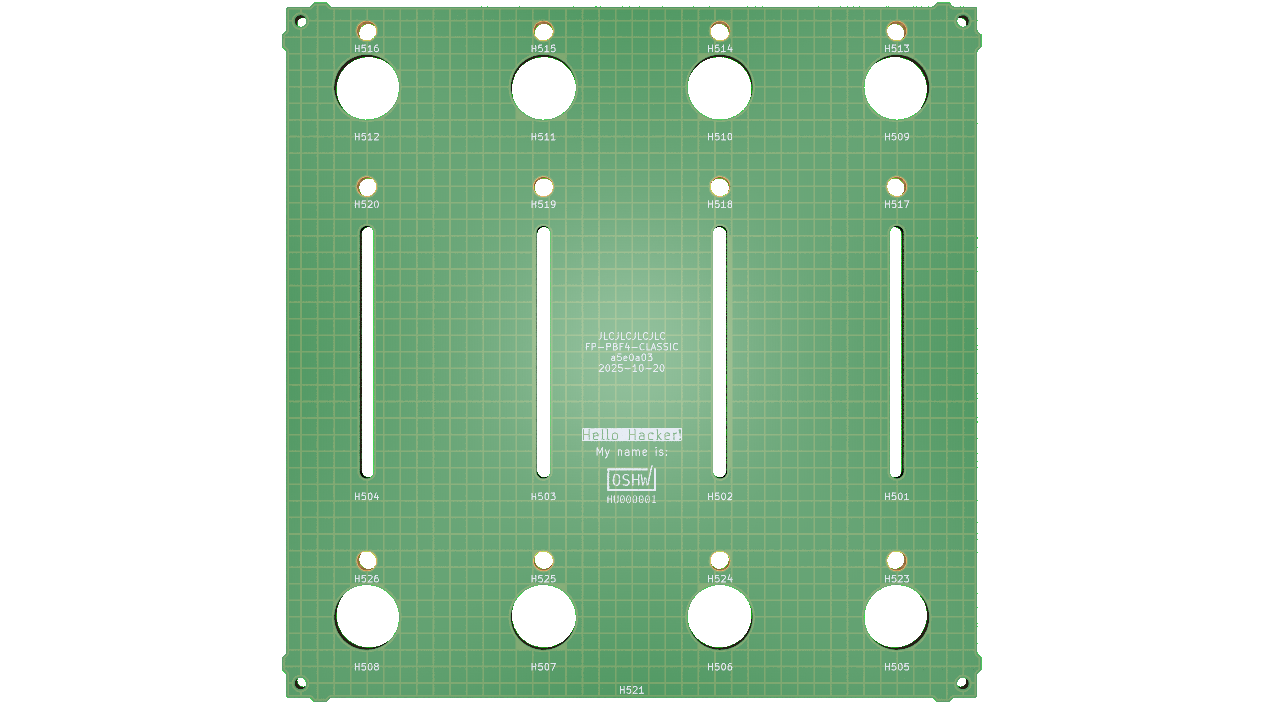 H516 H515 H514 H513
H512 H511 H510 H509
H520 H519 H518 H517
JLCJLCJLCJLC
FP-PBF4-CLASSIC
a5e0a03
2025-10-20
Hello Hacker!
My name is:
OSHW
H504 H503 HU000001 H502 H501
H526 H525 H524 H523
H508 H507 H506 H505
H521